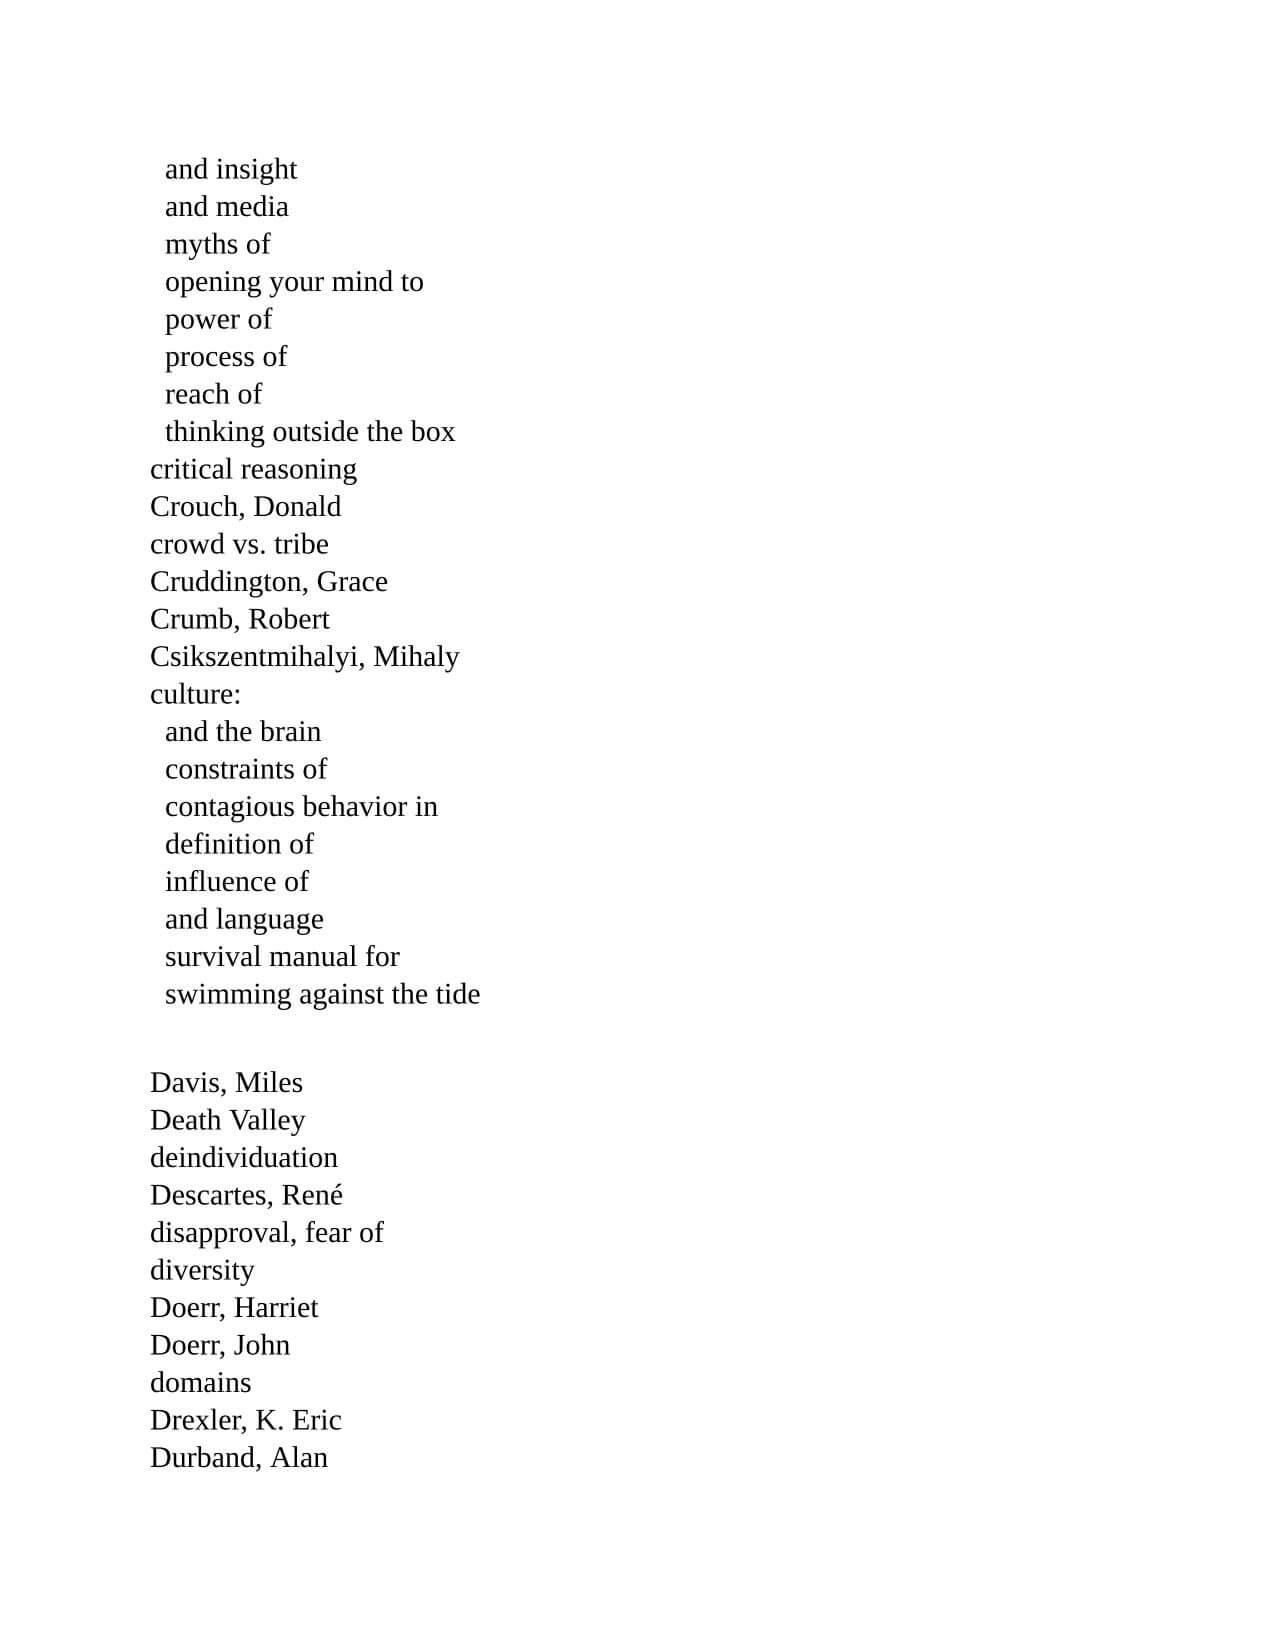 and insight
and media
myths of
opening your mind to
power of
process of
reach of
thinking outside the box
critical reasoning
Crouch, Donald
crowd vs. tribe
Cruddington, Grace
Crumb, Robert
Csikszentmihalyi, Mihaly
culture:
and the brain
constraints of
contagious behavior in
definition of
influence of
and language
survival manual for
swimming against the tide
Davis, Miles
Death Valley
deindividuation
Descartes, René
disapproval, fear of
diversity
Doerr, Harriet
Doerr, John
domains
Drexler, K. Eric
Durband, Alan